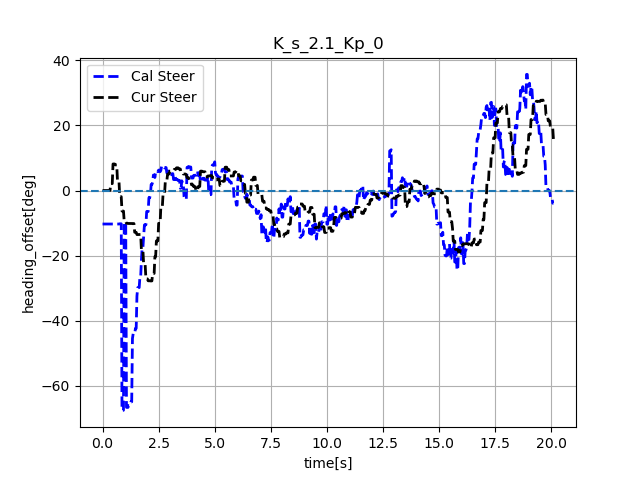 K_s_2.1_Kp_0
Cal Steer
Cur Steer
heading_offset[deg]
40
20
0
−20
−40
−60
0.0 2.5 5.0 7.5 10.0 12.5 15.0 17.5 20.0
time[s]